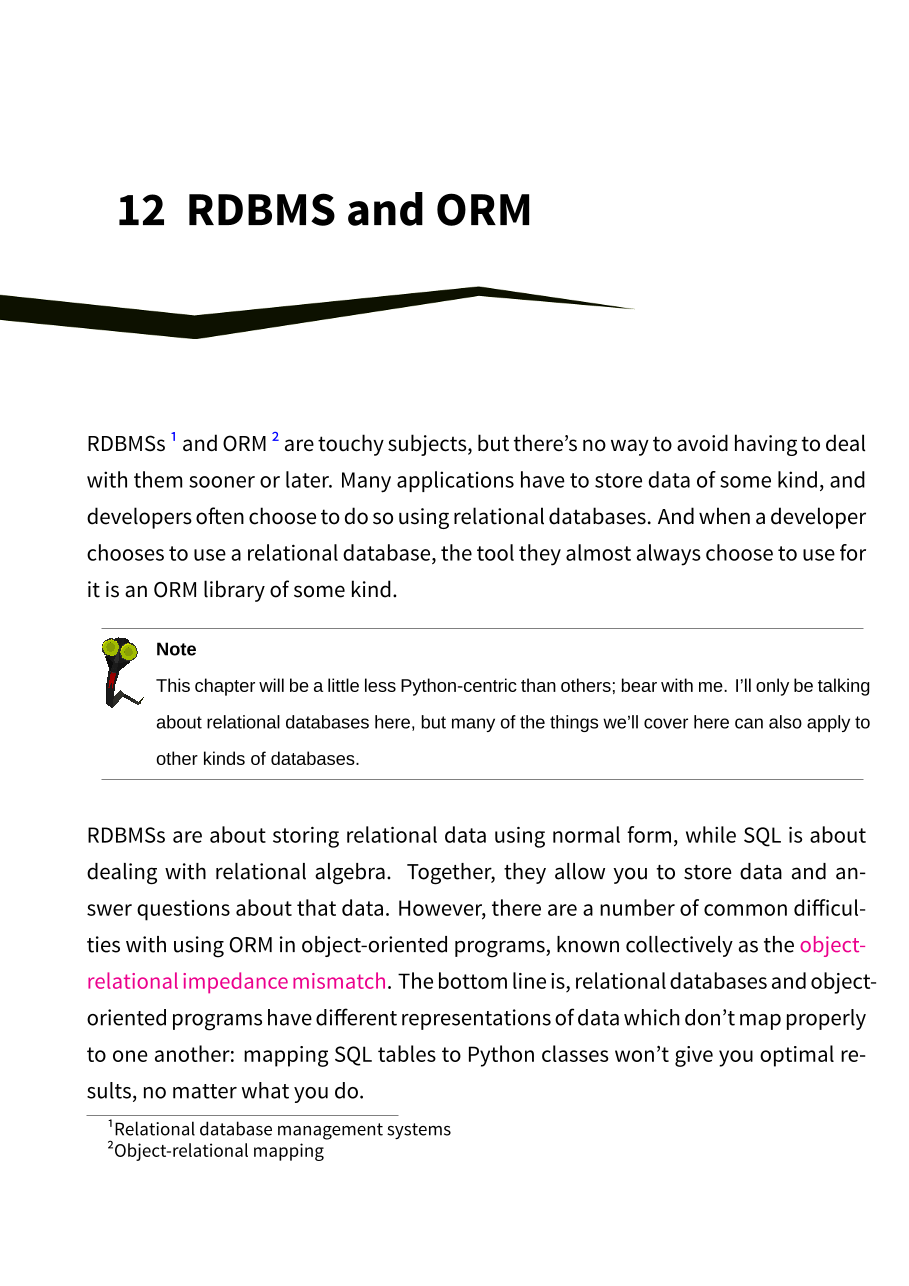 12 RDBMS and ORM
RDBMSs ¹ and ORM ² are touchy subjects, but there’s no way to avoid having to deal
with them sooner or later. Many applications have to store data of some kind, and
developers often choose to do so using relational databases. And when a developer
chooses to use a relational database, the tool they almost always choose to use for
it is an ORM library of some kind.
Note
This chapter will be a little less Python-centric than others; bear with me. I’ll only be talking
about relational databases here, but many of the things we’ll cover here can also apply to
other kinds of databases.
RDBMSs are about storing relational data using normal form, while SQL is about
dealing with relational algebra. Together, they allow you to store data and an-
swer questions about that data. However, there are a number of common difficul-
ties with using ORM in object-oriented programs, known collectively as the object-
relational impedance mismatch. The bottom line is, relational databases and object-
oriented programs have different representations of data which don’t map properly
to one another: mapping SQL tables to Python classes won’t give you optimal re-
sults, no matter what you do.
¹Relational database management systems
²Object-relational mapping